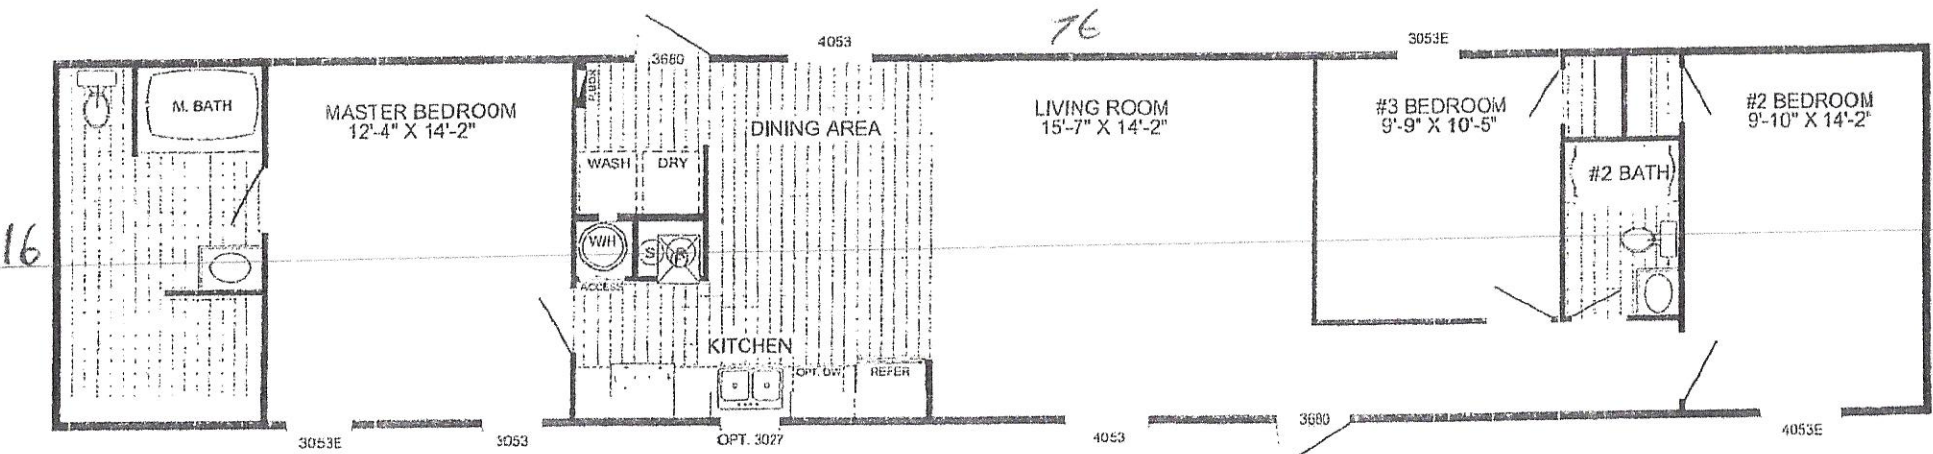 76
4053
3053E
3680
P.BOX
M. BATH
MASTER BEDROOM
12'-4" X 14'-2"
DINING AREA
LIVING ROOM
15'-7" X 14'-2"
#3 BEDROOM
9'-9" X 10'-5"
#2 BEDROOM
9'-10" X 14'-2"
WASH
DRY
#2 BATH
16
W/H
S
R
ACCESS
KITCHEN
OPT. DW
REFER
3053E
3053
OPT. 3027
4053
3680
4053E